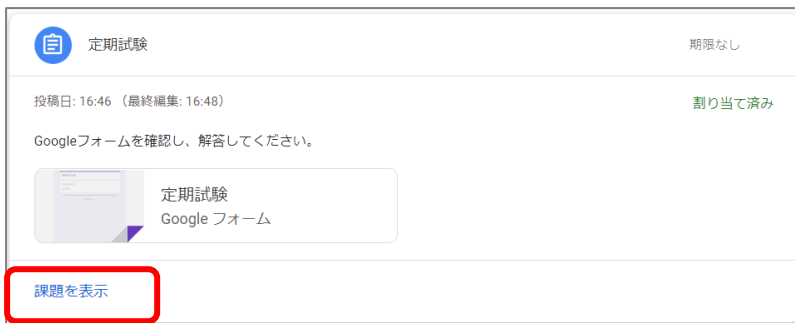 定期試験
期限なし
投稿日: 16:46 （最終編集: 16:48）
割り当て済み
Googleフォームを確認し、解答してください。
定期試験
Google フォーム
課題を表示